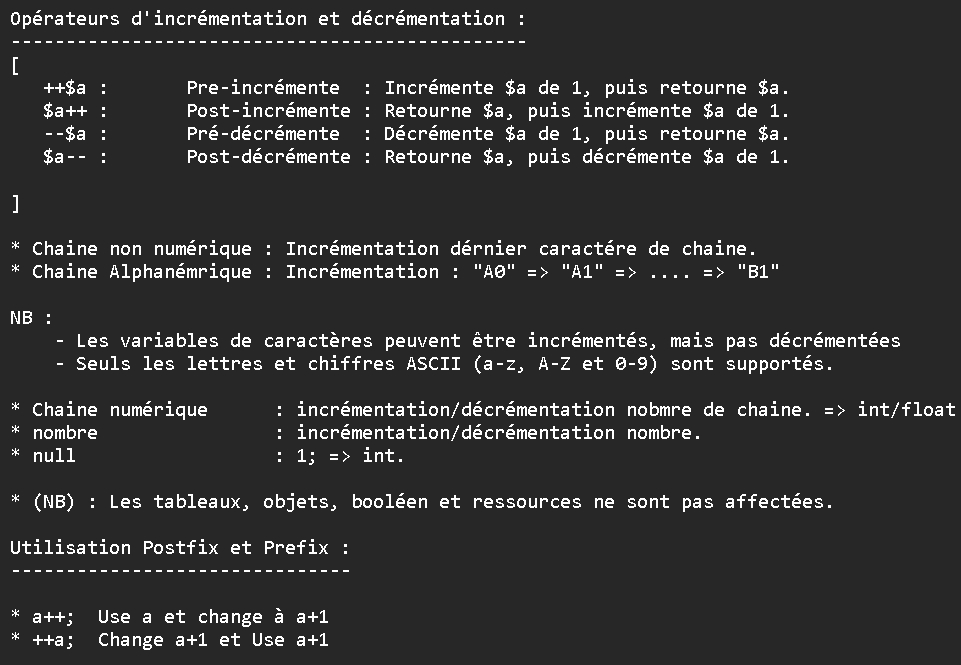 Opérateurs d'incrémentation et décrémentation :
-----------------------------------------------
[
   ++$a :       Pre-incrémente  : Incrémente $a de 1, puis retourne $a.
   $a++ :       Post-incrémente : Retourne $a, puis incrémente $a de 1.
   --$a :       Pré-décrémente  : Décrémente $a de 1, puis retourne $a.
   $a-- :       Post-décrémente : Retourne $a, puis décrémente $a de 1.
]
* Chaine non numérique : Incrémentation dérnier caractére de chaine.
* Chaine Alphanémrique : Incrémentation : "A0" => "A1" => .... => "B1"
NB :
    - Les variables de caractères peuvent être incrémentés, mais pas décrémentées
    - Seuls les lettres et chiffres ASCII (a-z, A-Z et 0-9) sont supportés.
* Chaine numérique      : incrémentation/décrémentation nobmre de chaine. => int/float
* nombre                : incrémentation/décrémentation nombre.
* null                  : 1; => int.
* (NB) : Les tableaux, objets, booléen et ressources ne sont pas affectées.
Utilisation Postfix et Prefix :
-------------------------------
* a++;  Use a et change à a+1
* ++a;  Change a+1 et Use a+1